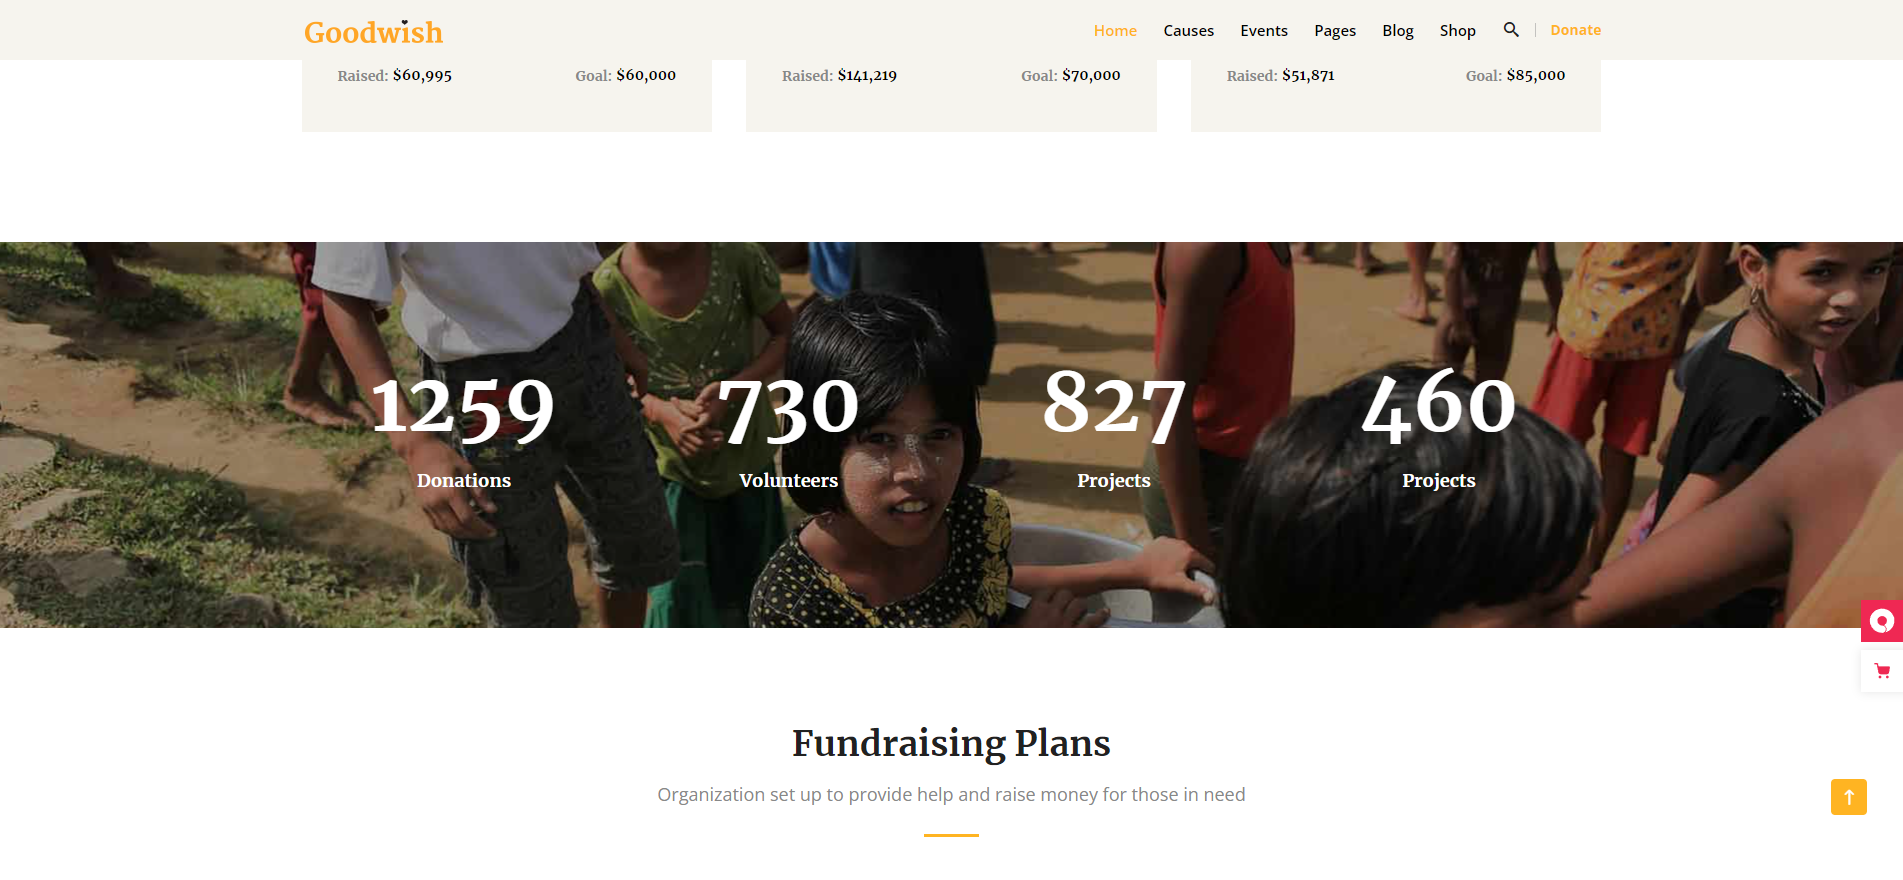 Goodwish
Home Causes Events Pages Blog Shop Donate
Raised: $60,995 Goal: $60,000
Raised: $141,219 Goal: $70,000
Raised: $51,871 Goal: $85,000
1259
Donations
730
Volunteers
827
Projects
460
Projects
Fundraising Plans
Organization set up to provide help and raise money for those in need